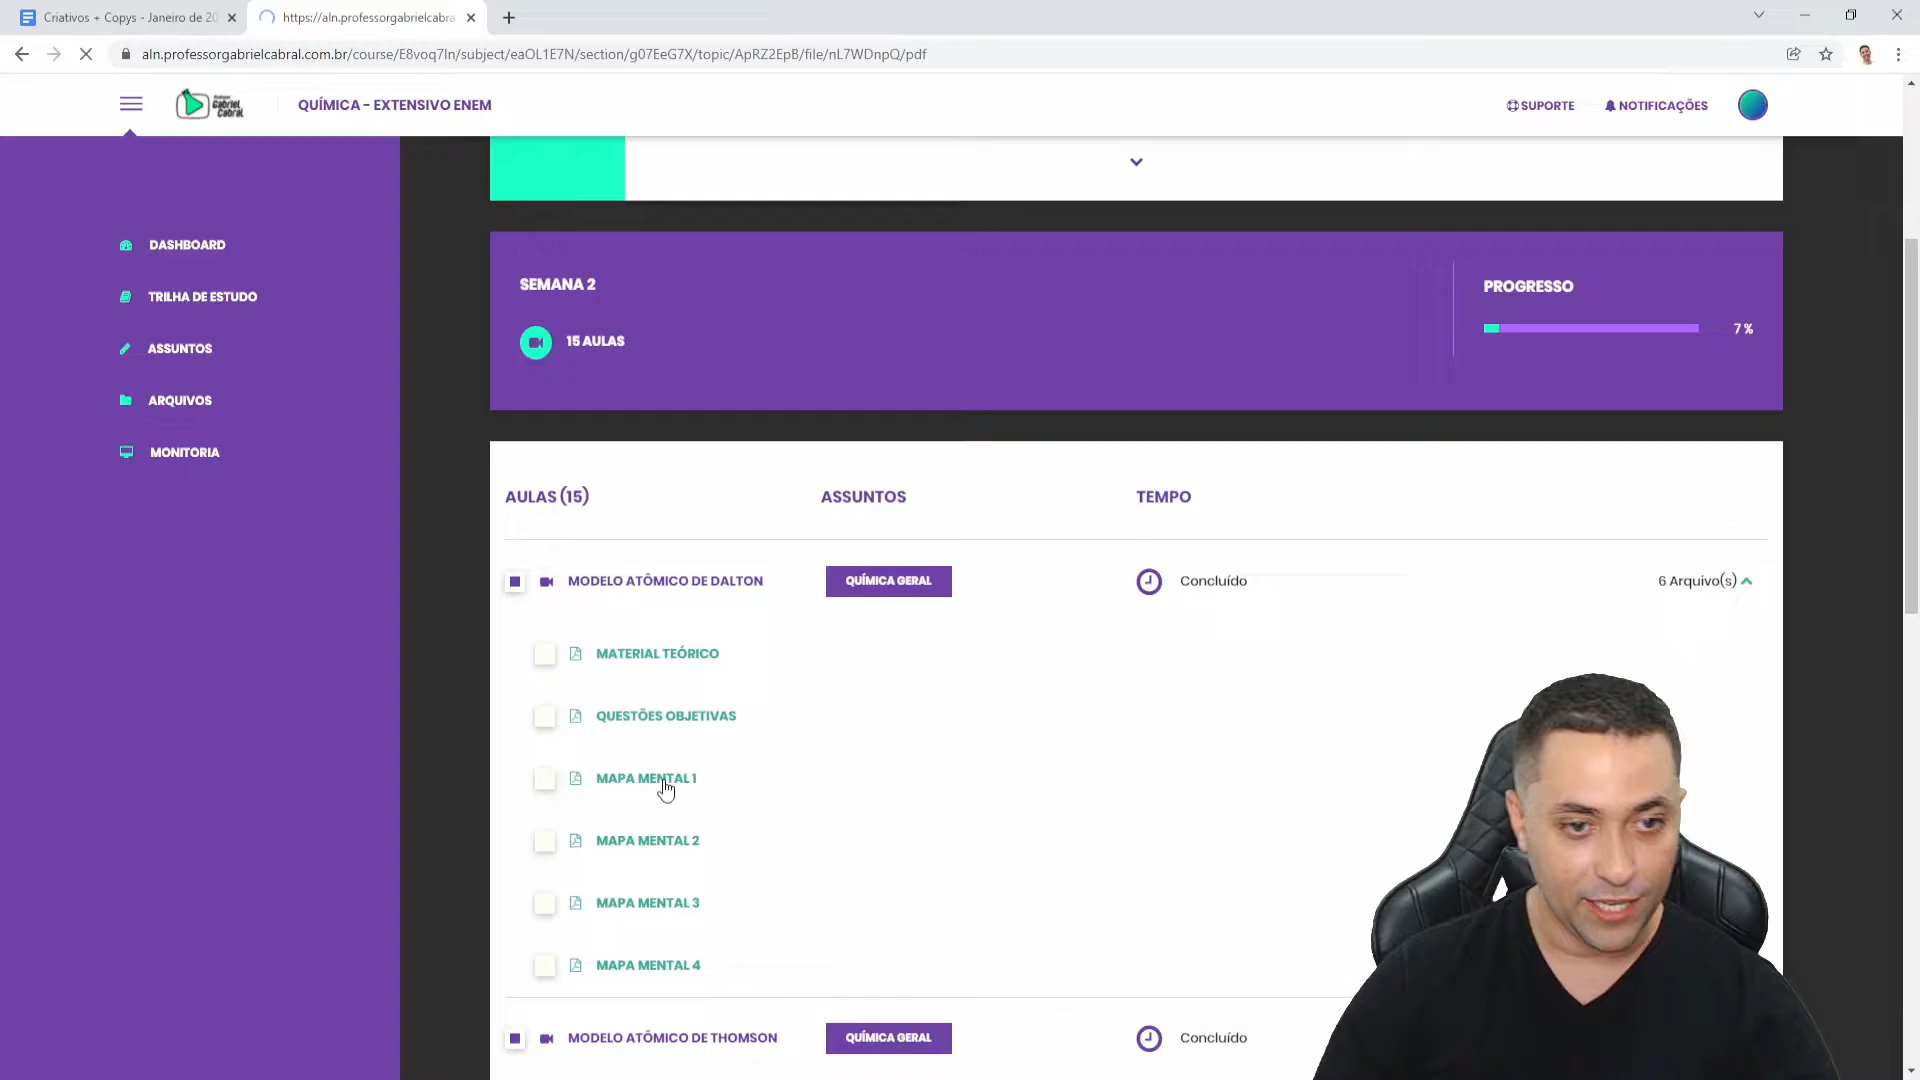 Criativos + Copys - Janeiro de 20
https://aln.professorgabrielcabra
aln.professorgabrielcabral.com.br/course/E8voq7In/subject/eaOL1E7N/section/g07EeG7X/topic/ApRZ2EpB/file/nL7WDnpQ/pdf
Gabriel Cabral
QUÍMICA - EXTENSIVO ENEM
SUPORTE
NOTIFICAÇÕES
DASHBOARD
TRILHA DE ESTUDO
ASSUNTOS
ARQUIVOS
MONITORIA
SEMANA 2
15 AULAS
PROGRESSO
7 %
AULAS (15)
ASSUNTOS
TEMPO
MODELO ATÔMICO DE DALTON
QUÍMICA GERAL
Concluído
6 Arquivo(s)
MATERIAL TEÓRICO
QUESTÕES OBJETIVAS
MAPA MENTAL 1
MAPA MENTAL 2
MAPA MENTAL 3
MAPA MENTAL 4
MODELO ATÔMICO DE THOMSON
QUÍMICA GERAL
Concluído